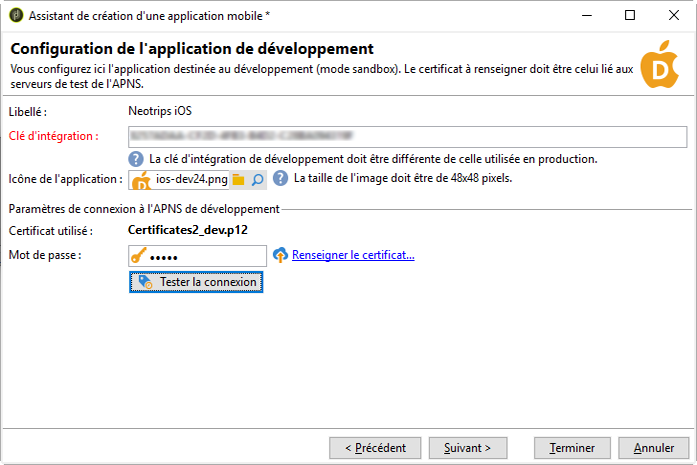 Assistant de création d'une application mobile *
Configuration de l'application de développement
Vous configurez ici l'application destinée au développement (mode sandbox). Le certificat à renseigner doit être celui lié aux
serveurs de test de l'APNS.
D
Libellé : Neotrips iOS
Clé d'intégration :
La clé d'intégration de développement doit être différente de celle utilisée en production.
Icône de l'application : ios-dev24.png La taille de l'image doit être de 48x48 pixels.
Paramètres de connexion à l'APNS de développement
Certificat utilisé : Certificates2_dev.p12
Mot de passe : ••••• Renseigner le certificat...
Tester la connexion
< Précédent Suivant > Terminer Annuler